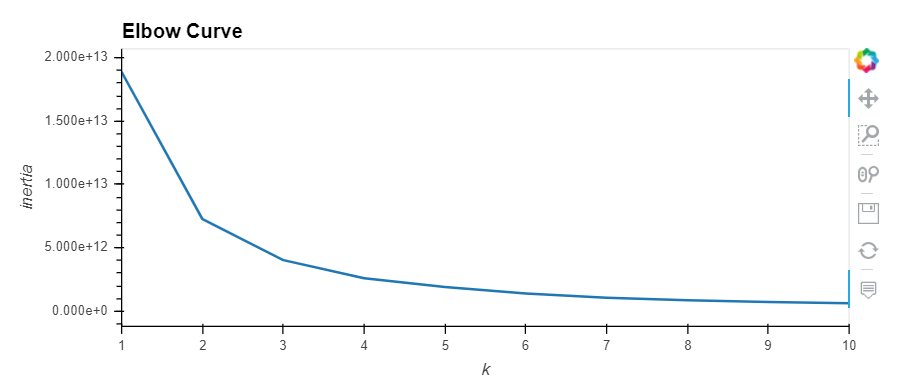 Elbow Curve
2.000e+13
1.500e+13
1.000e+13
5.000e+12
0.000e+0
inertia
1 2 3 4 5 6 7 8 9 10
k